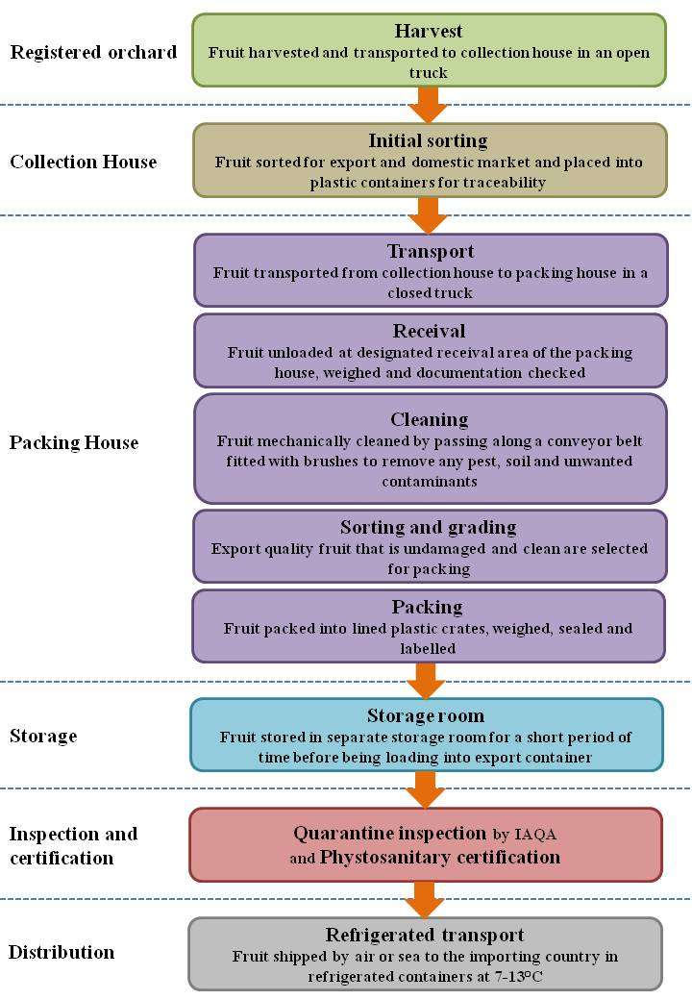 Registered orchard
Harvest
Fruit harvested and transported to collection house in an open
truck
Collection House
Initial sorting
Fruit sorted for export and domestic market and placed into
plastic containers for traceability
Packing House
Transport
Fruit transported from collection house to packing house in a
closed truck
Receival
Fruit unloaded at designated receival area of the packing
house, weighed and documentation checked
Cleaning
Fruit mechanically cleaned by passing along a conveyor belt
fitted with brushes to remove any pest, soil and unwanted
contaminants
Sorting and grading
Export quality fruit that is undamaged and clean are selected
for packing
Packing
Fruit packed into lined plastic crates, weighed, sealed and
labelled
Storage
Storage room
Fruit stored in separate storage room for a short period of
time before being loading into export container
Inspection and
certification
Quarantine inspection by IAQA
and Phystosanitary certification
Distribution
Refrigerated transport
Fruit shipped by air or sea to the importing country in
refrigerated containers at 7-13°C